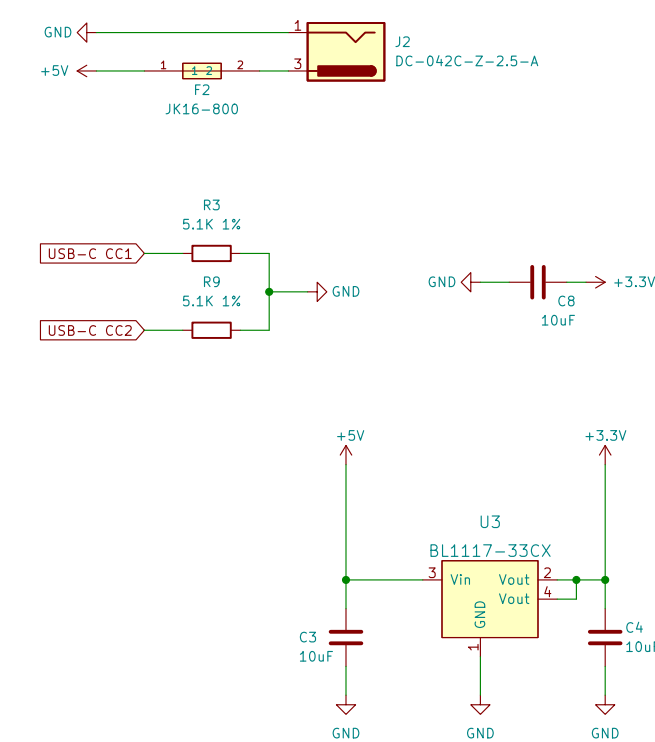 GND
1
J2
DC-042C-Z-2.5-A
+5V
1
1 2
2
3
F2
JK16-800
R3
5.1K 1%
USB-C CC1
R9
5.1K 1%
GND
USB-C CC2
GND
+3.3V
C8
10uF
+5V
+3.3V
U3
BL1117-33CX
3
Vin
Vout
2
Vout
4
GND
1
C3
10uF
C4
10u
GND
GND
GND